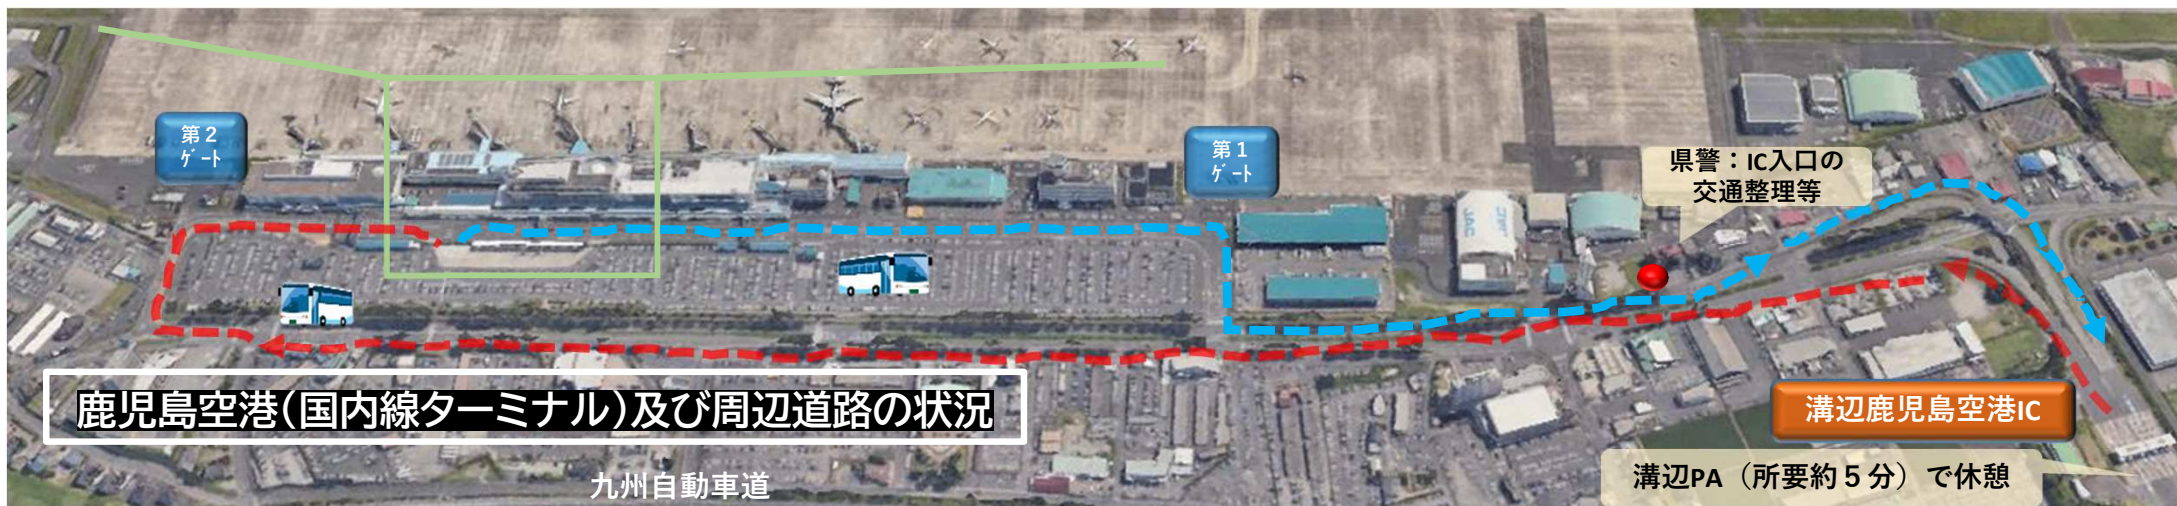 第２
ｹﾞｰﾄ
第１
ｹﾞｰﾄ
県警：IC入口の
交通整理等
JAC
鹿児島空港（国内線ターミナル）及び周辺道路の状況
溝辺鹿児島空港IC
溝辺PA（所要約５分）で休憩
九州自動車道